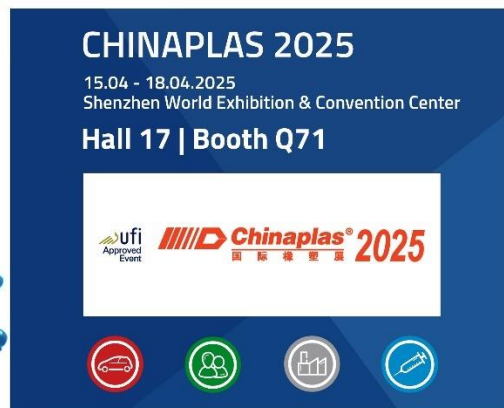 CHINAPLAS 2025
15.04 - 18.04.2025
Shenzhen World Exhibition & Convention Center
Hall 17 | Booth Q71
ufi
Approved
Event
Chinaplas® 2025
国际橡塑展